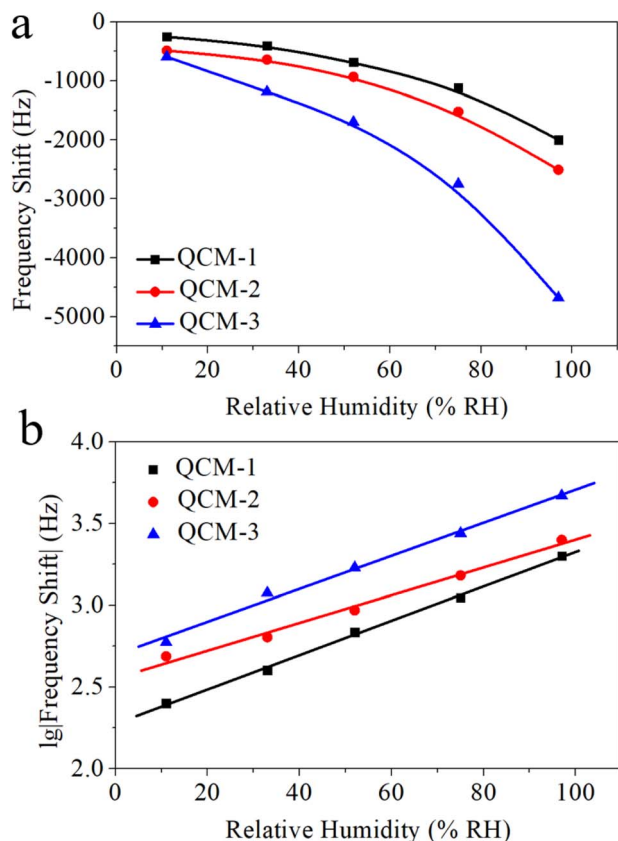 a
0
-1000
-2000
-3000
-4000
-5000
Frequency Shift (Hz)
QCM-1
QCM-2
QCM-3
0 20 40 60 80 100
Relative Humidity (% RH)
b
4.0
3.5
3.0
2.5
2.0
lg|Frequency Shift| (Hz)
QCM-1
QCM-2
QCM-3
0 20 40 60 80 100
Relative Humidity (% RH)